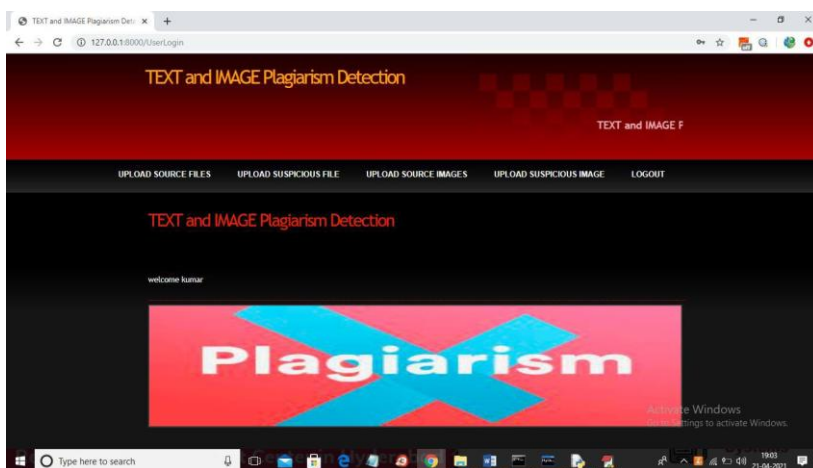 TEXT and IMAGE Plagiarism Dete
127.0.0.1:8000/UserLogin
TEXT and IMAGE Plagiarism Detection
TEXT and IMAGE P
UPLOAD SOURCE FILES UPLOAD SUSPICIOUS FILE UPLOAD SOURCE IMAGES UPLOAD SUSPICIOUS IMAGE LOGOUT
TEXT and IMAGE Plagiarism Detection
welcome kumar
Plagiarism
Activate Windows
Go to Settings to activate Windows.
Type here to search
19:03
21-04-2021